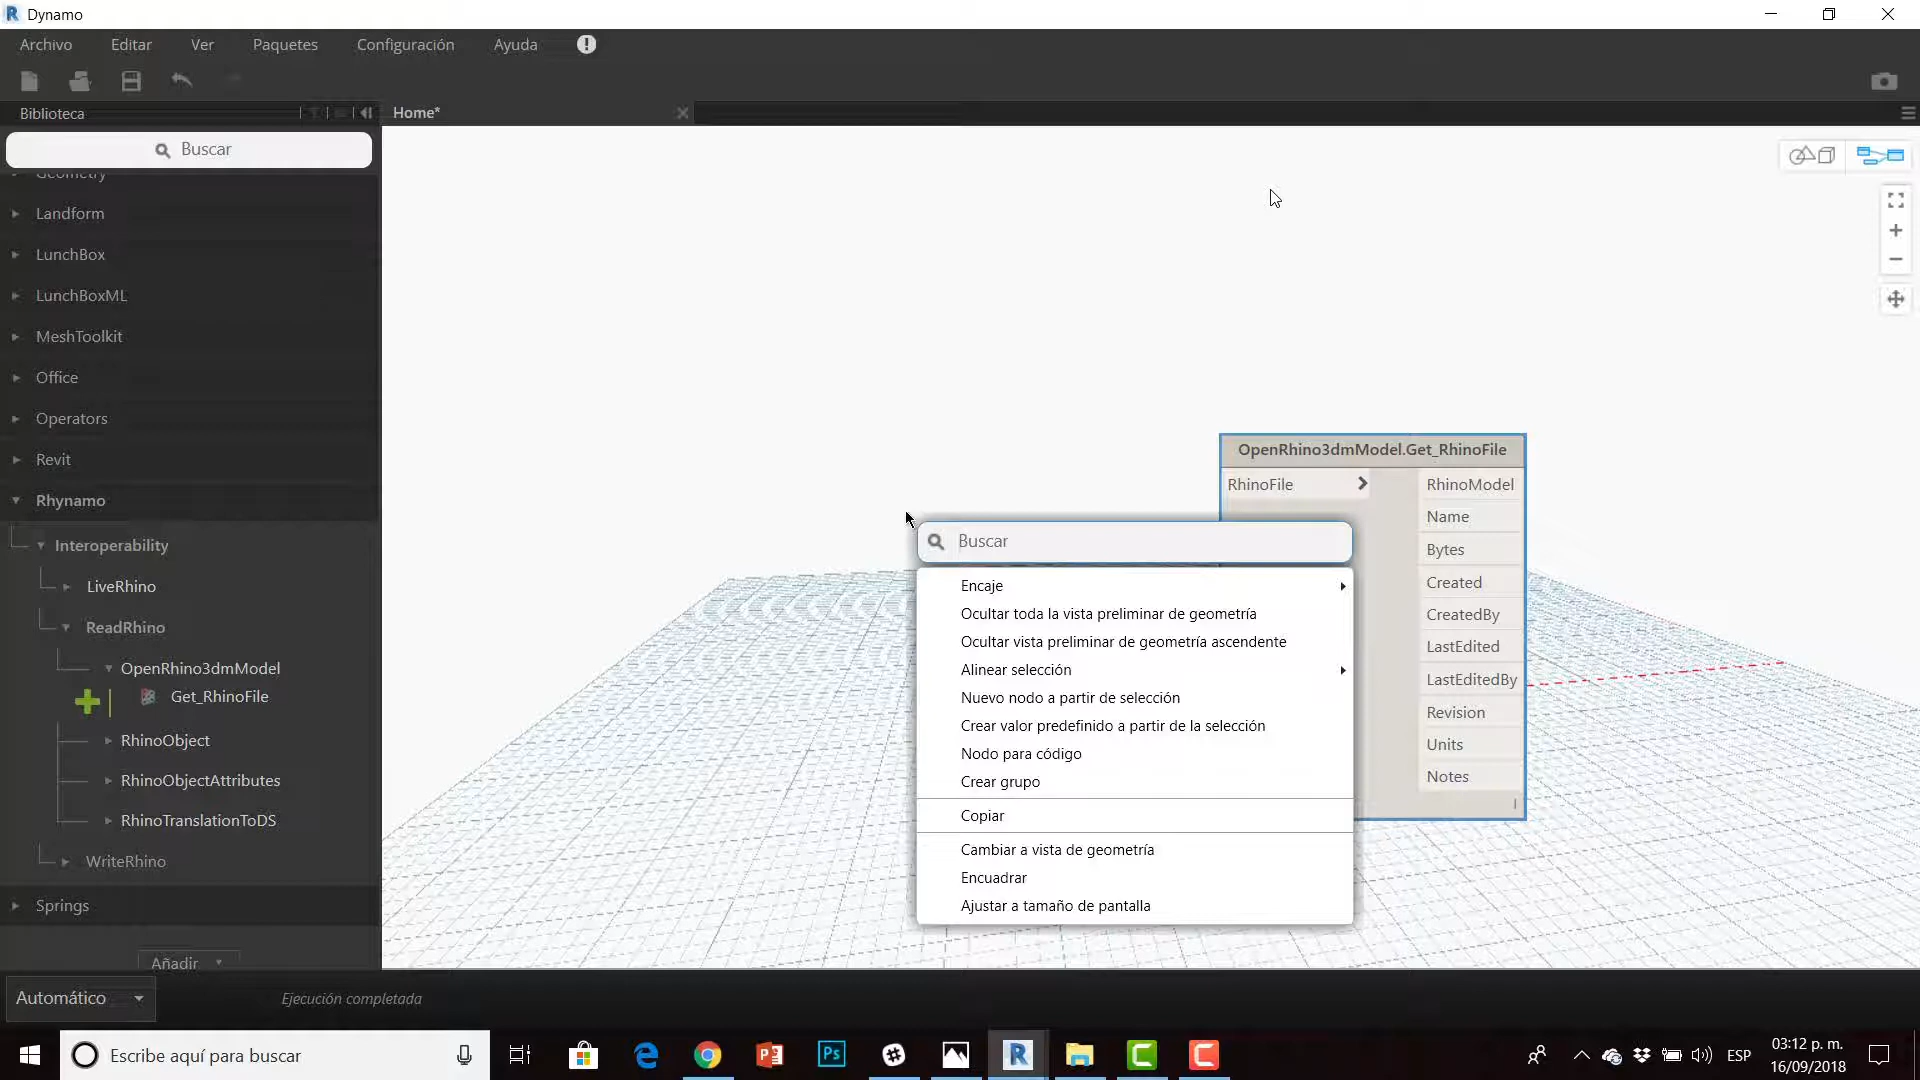 Dynamo
Archivo Editar Ver Paquetes Configuración Ayuda
Biblioteca
Home*
Buscar
Geometry
Landform
LunchBox
LunchBoxML
MeshToolkit
Office
Operators
Revit
Rhynamo
Interoperability
LiveRhino
ReadRhino
OpenRhino3dmModel
Get_RhinoFile
RhinoObject
RhinoObjectAttributes
RhinoTranslationToDS
WriteRhino
Springs
Añadir
OpenRhino3dmModel.Get_RhinoFile
RhinoFile
RhinoModel
Name
Bytes
Created
CreatedBy
LastEdited
LastEditedBy
Revision
Units
Notes
Buscar
Encaje
Ocultar toda la vista preliminar de geometría
Ocultar vista preliminar de geometría ascendente
Alinear selección
Nuevo nodo a partir de selección
Crear valor predefinido a partir de la selección
Nodo para código
Crear grupo
Copiar
Cambiar a vista de geometría
Encuadrar
Ajustar a tamaño de pantalla
Automático
Ejecución completada
Escribe aquí para buscar
ESP
03:12 p. m.
16/09/2018